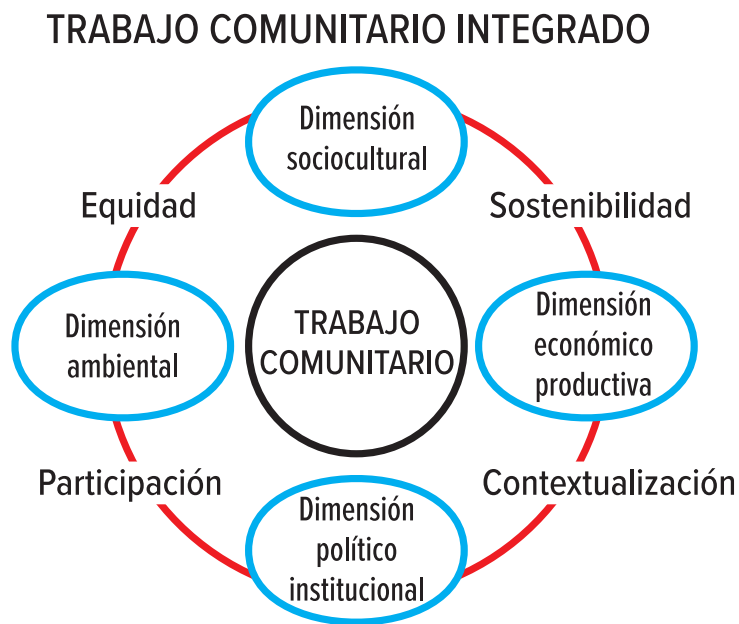 TRABAJO COMUNITARIO INTEGRADO
Dimensión
sociocultural
Equidad
Sostenibilidad
Dimensión
ambiental
TRABAJO
COMUNITARIO
Dimensión
económico
productiva
Participación
Contextualización
Dimensión
político
institucional